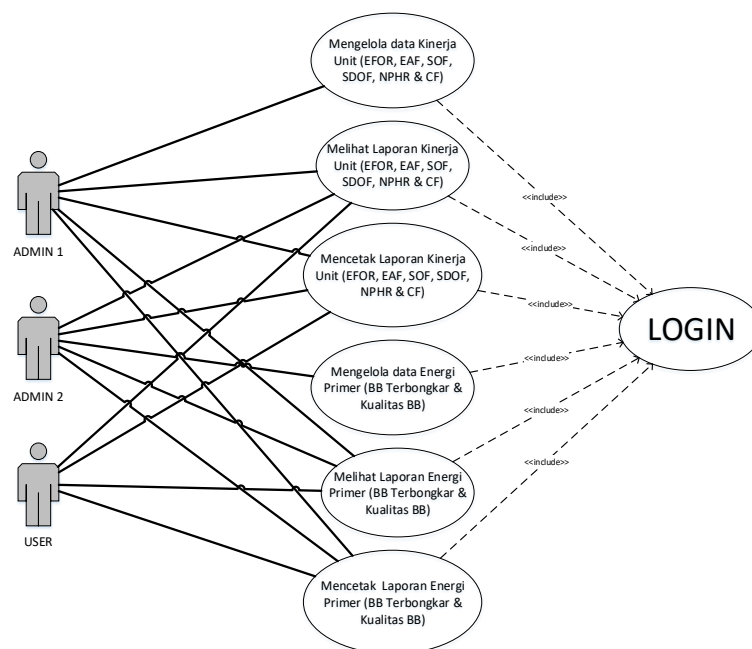 Mengelola data Kinerja
Unit (EFOR, EAF, SOF,
SDOF, NPHR & CF)
Melihat Laporan Kinerja
Unit (EFOR, EAF, SOF,
SDOF, NPHR & CF)
<<include>>
<<include>>
ADMIN 1
Mencetak Laporan Kinerja
Unit (EFOR, EAF, SOF, SDOF,
NPHR & CF)
<<include>>
LOGIN
<<include>>
Mengelola data Energi
Primer (BB Terbongkar &
Kualitas BB)
ADMIN 2
<<include>>
Melihat Laporan Energi
Primer (BB Terbongkar &
Kualitas BB)
<<include>>
USER
Mencetak Laporan Energi
Primer (BB Terbongkar &
Kualitas BB)